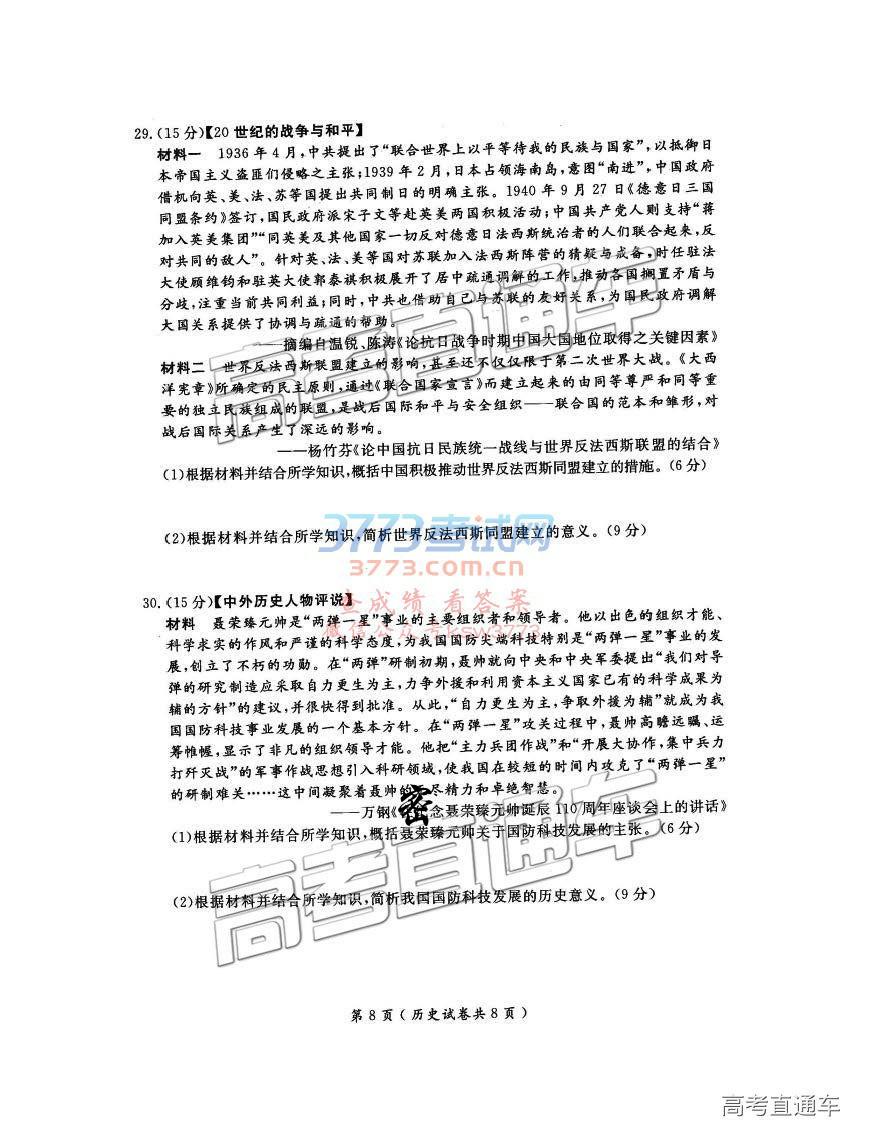 29.(15分)【20世纪的战争与和平】
材料一 1936年4月,中共提出了“联合世界上以平等待我的民族与国家”,以抵御日
本帝国主义盗匪们侵略之主张;1939年2月,日本占领海南岛,意图“南进”,中国政府
借机向英、美、法、苏等国提出共同制日的明确主张。1940年9月27日《德意日三国
同盟条约》签订,国民政府派宋子文等赴英美两国积极活动;中国共产党人则支持“蒋
加入英美集团”“同英美及其他国家一切反对德意日法西斯统治者的人们联合起来,反
对共同的敌人”。针对英、法、美等国对苏联加入法西斯阵营的猜疑与戒备,时任驻法
大使顾维钧和驻英大使郭泰祺积极展开了居中疏通调解的工作,推动各国搁置矛盾与
分歧,注重当前共同利益;同时,中共也借助自己与苏联的友好关系,为国民政府调解
大国关系提供了协调与疏通的帮助。
——摘编自温锐、陈涛《论抗日战争时期中国大国地位取得之关键因素》
材料二 世界反法西斯联盟建立的影响,甚至还不仅仅限于第二次世界大战。《大西
洋宪章》所确定的民主原则,通过《联合国家宣言》而建立起来的由同等尊严和同等重
要的独立民族组成的联盟,是战后国际和平与安全组织——联合国的范本和雏形,对
战后国际关系产生了深远的影响。
——杨竹芬《论中国抗日民族统一战线与世界反法西斯联盟的结合》
(1)根据材料并结合所学知识,概括中国积极推动世界反法西斯同盟建立的措施。(6分)
(2)根据材料并结合所学知识,简析世界反法西斯同盟建立的意义。(9分)
3773考试网
3773.com.cn
查成绩 看答案
微信公众号ksw3773
30.(15分)【中外历史人物评说】
材料 聂荣臻元帅是“两弹一星”事业的主要组织者和领导者。他以出色的组织才能、
科学求实的作风和严谨的科学态度,为我国国防尖端科技特别是“两弹一星”事业的发
展,创立了不朽的功勋。在“两弹”研制初期,聂帅就向中央和中央军委提出“我们对导
弹的研究制造应采取自力更生为主,力争外援和利用资本主义国家已有的科学成果为
辅的方针”的建议,并很快得到批准。从此,“自力更生为主,争取外援为辅”就成为我
国国防科技事业发展的一个基本方针。在“两弹一星”攻关过程中,聂帅高瞻远瞩、运
筹帷幄,显示了非凡的组织领导才能。他把“主力兵团作战”和“开展大协作,集中兵力
打歼灭战”的军事作战思想引入科研领域,使我国在较短的时间内攻克了“两弹一星”
的研制难关……这中间凝聚着聂帅的 尽精力和卓绝智慧。
——万钢《 念聂荣臻元帅诞辰110周年座谈会上的讲话》
密
(1)根据材料并结合所学知识,概括聂荣臻元帅关于国防科技发展的主张。(6分)
(2)根据材料并结合所学知识,简析我国国防科技发展的历史意义。(9分)
高考直通车
高考直通车
第8页(历史试卷共8页)
高考直通车